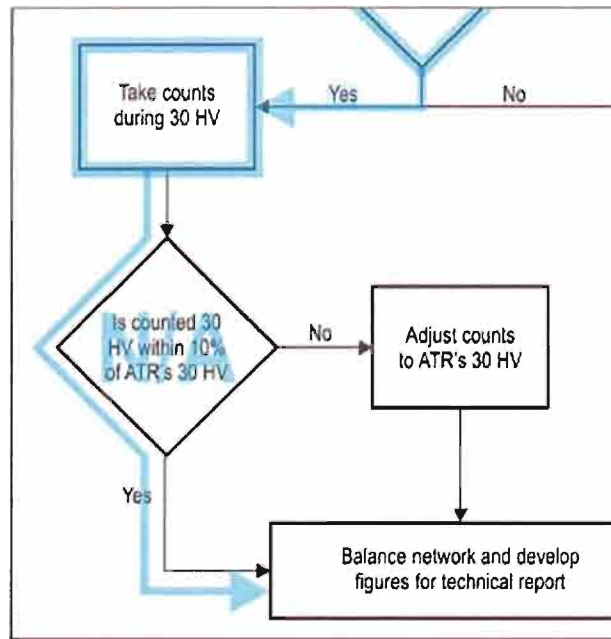 Yes
No
Take counts
during 30 HV
Is counted 30
HV within 10%
of ATR's 30 HV
N/A
No
Adjust counts
to ATR's 30 HV
Yes
Balance network and develop
figures for technical report